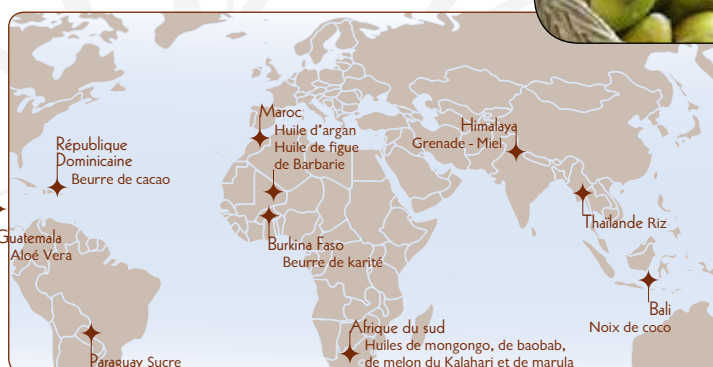 Maroc
Huile d'argan
Huile de figue
de Barbarie
Himalaya
Grenade - Miel
République
Dominicaine
Beurre de cacao
Guatemala
Aloé Vera
Burkina Faso
Beurre de karité
Thaïlande Riz
Bali
Noix de coco
Afrique du sud
Huiles de mongongo, de baobab,
de melon du Kalahari et de marula
Paraguay Sucre